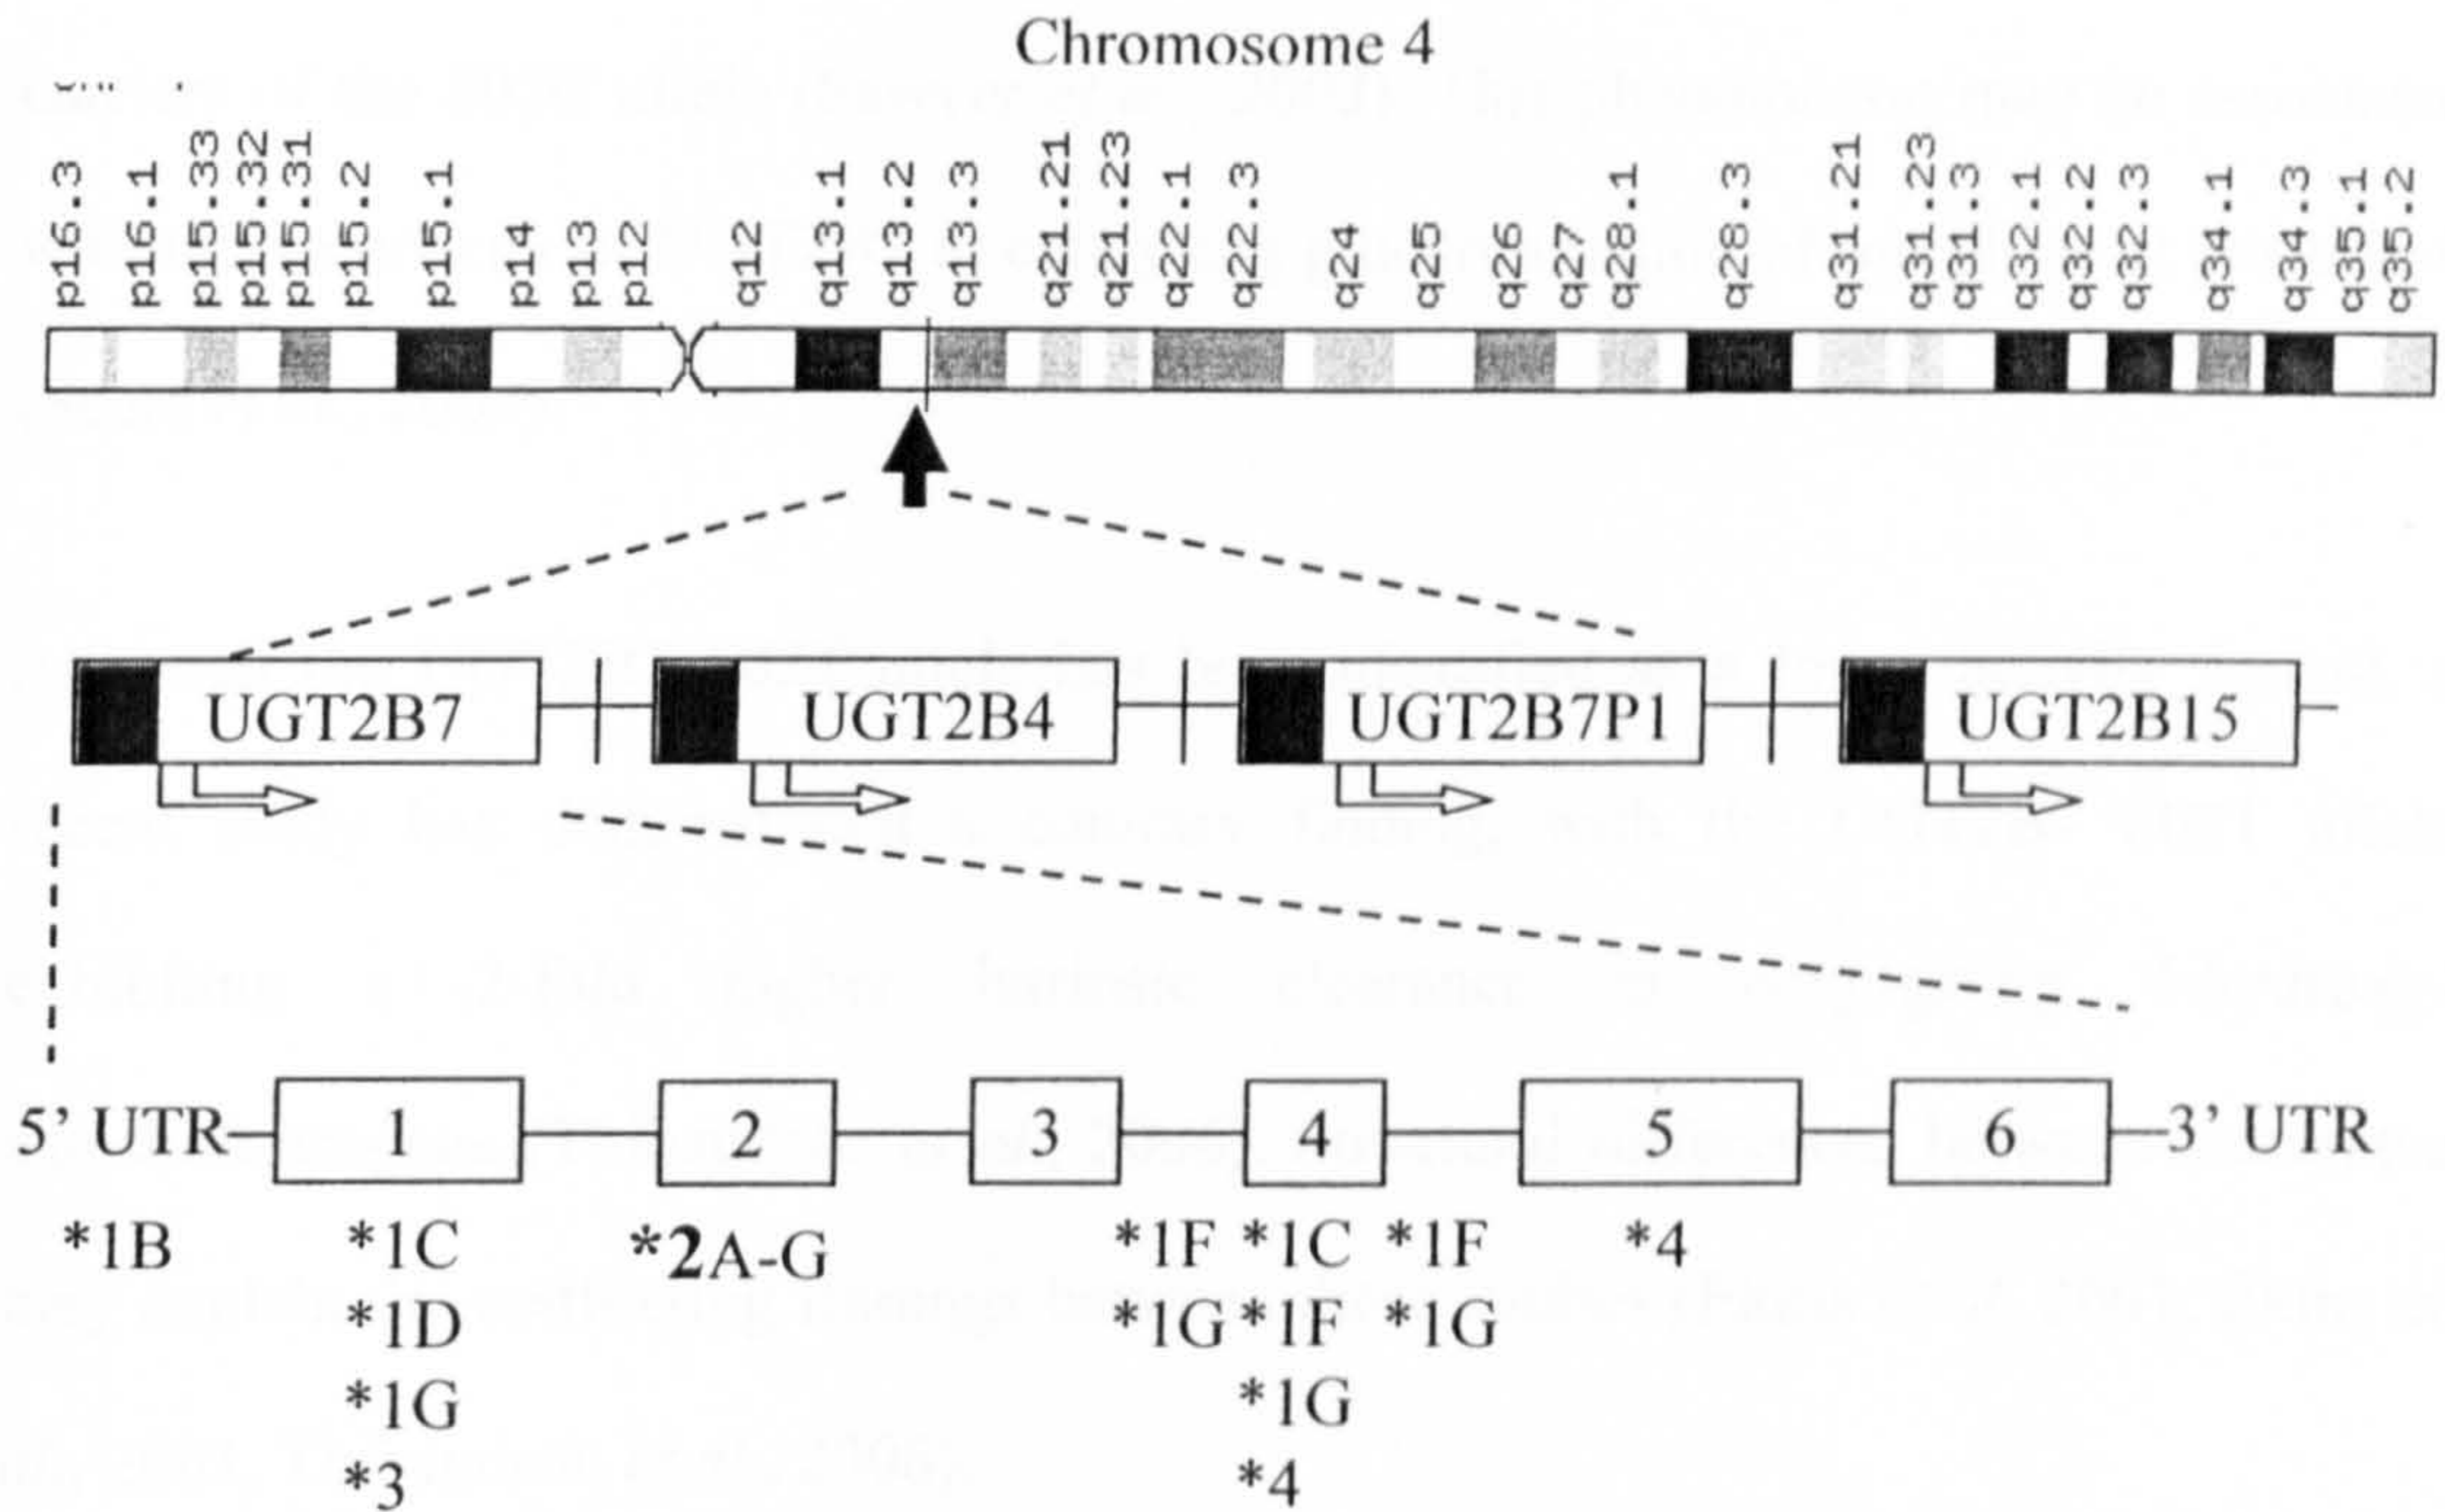 Chromosome 4
p16.3 p16.1 p15.33 p15.32 p15.31 p15.2 p15.1 p14 p13 p12 q12 q13.1 q13.2 q13.3 q21.21 q21.23 q22.1 q22.3 q24 q25 q26 q27 q28.1 q28.3 q31.21 q31.23 q31.3 q32.1 q32.2 q32.3 q34.1 q34.3 q35.1 q35.2
UGT2B7 UGT2B4 UGT2B7P1 UGT2B15
5' UTR 1 2 3 4 5 6 3' UTR
*1B *1C *2A-G *1F *1C *1F *4
*1D *1G *1F *1G
*1G *1G
*3 *4